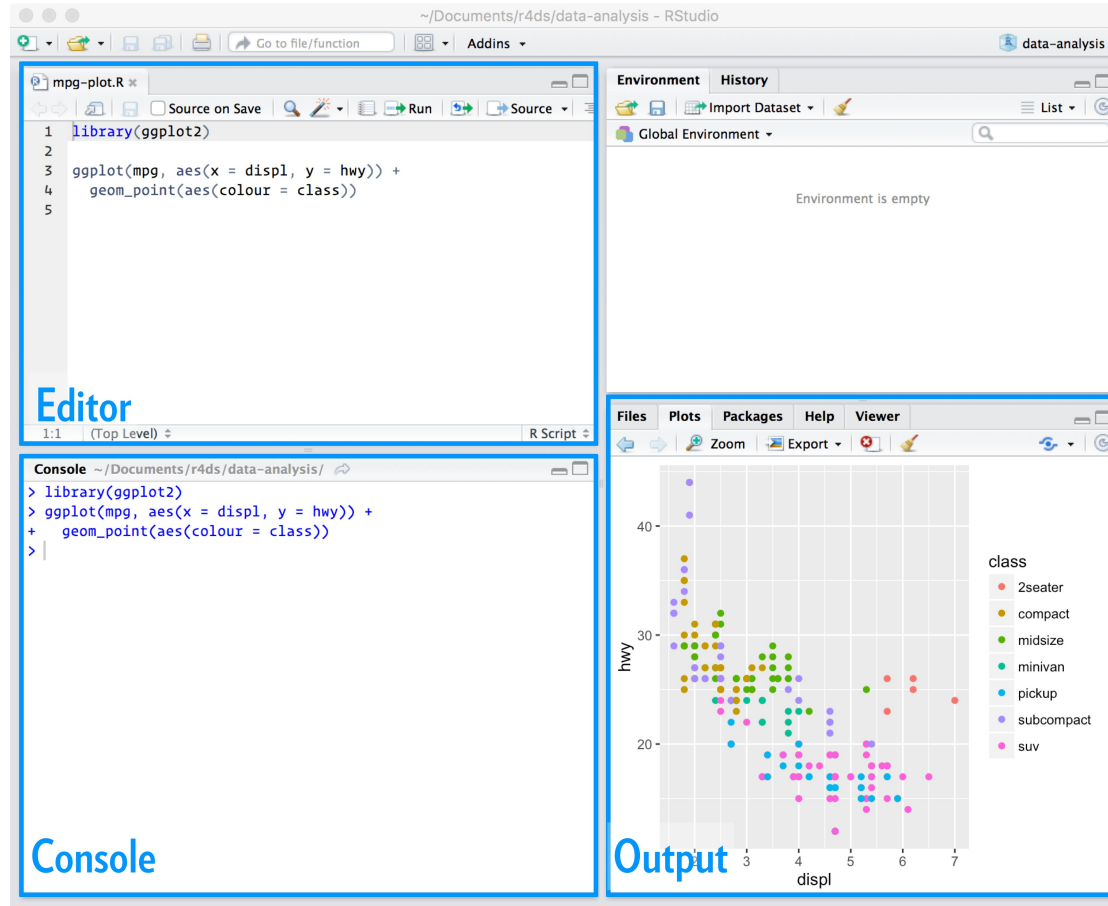 ~/Documents/r4ds/data-analysis - RStudio
Go to file/function Addins data-analysis
mpg-plot.R
Source on Save Run Source
1 library(ggplot2)
2
3 ggplot(mpg, aes(x = displ, y = hwy)) +
4 geom_point(aes(colour = class))
5
Editor
1:1 (Top Level) R Script
Console ~/Documents/r4ds/data-analysis/
> library(ggplot2)
> ggplot(mpg, aes(x = displ, y = hwy)) +
+ geom_point(aes(colour = class))
>
Console
Environment History
Import Dataset List
Global Environment
Environment is empty
Files Plots Packages Help Viewer
Zoom Export
40
30
20
hwy
2 3 4 5 6 7
displ
class
2seater
compact
midsize
minivan
pickup
subcompact
suv
Output